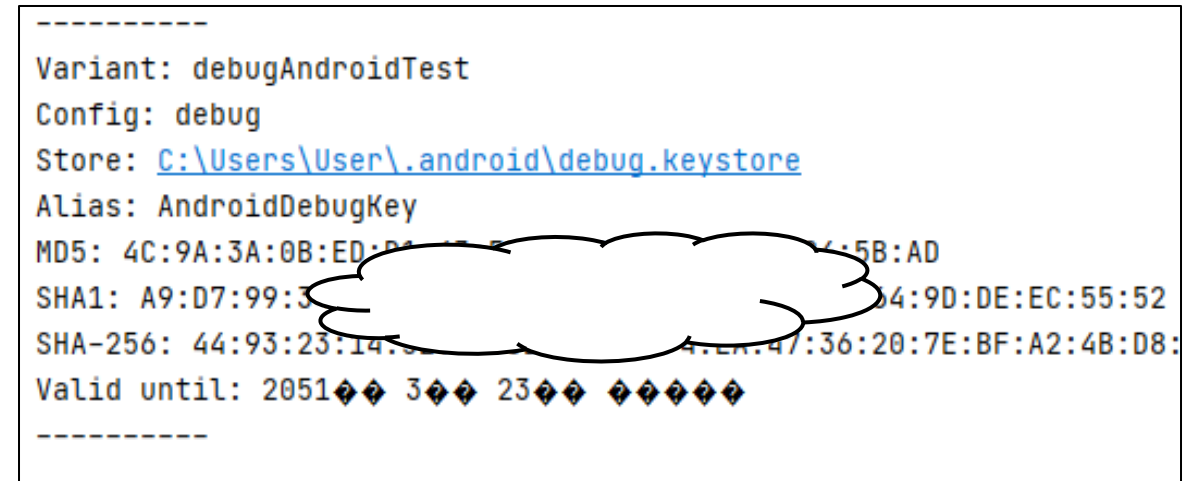 ----------
Variant: debugAndroidTest
Config: debug
Store: C:\Users\User\.android\debug.keystore
Alias: AndroidDebugKey
MD5: 4C:9A:3A:0B:ED: 5B:AD
SHA1: A9:D7:99: 64:9D:DE:EC:55:52
SHA-256: 44:93:23:14: 47:36:20:7E:BF:A2:4B:D8:
Valid until: 2051�� 3�� 23�� �����
----------